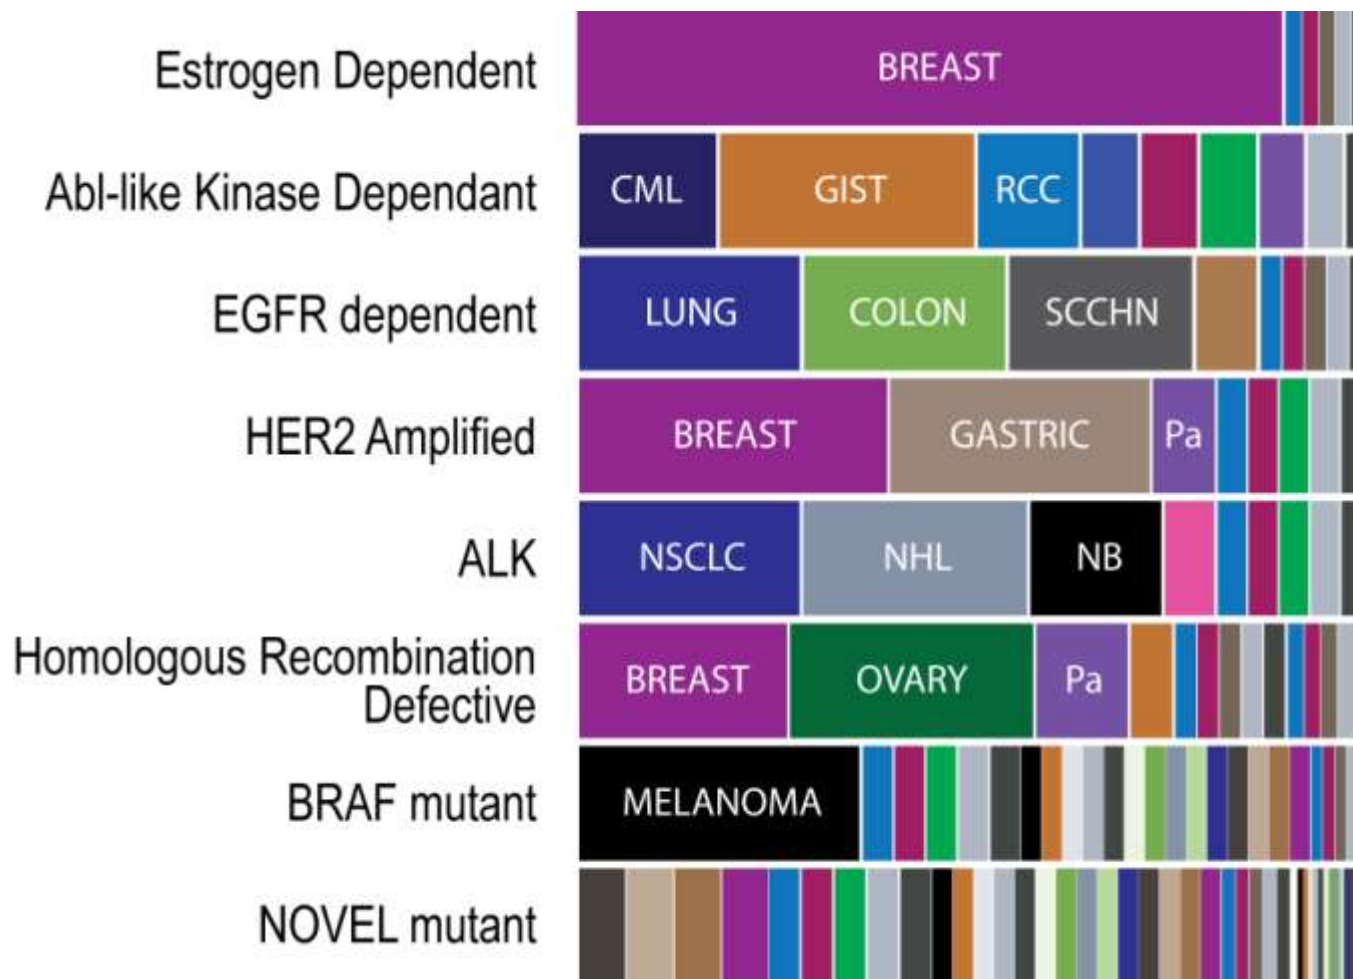 Estrogen Dependent
BREAST
Abl-like Kinase Dependant
CML GIST RCC
EGFR dependent
LUNG COLON SCCHN
HER2 Amplified
BREAST GASTRIC Pa
ALK
NSCLC NHL NB
Homologous Recombination
Defective
BREAST OVARY Pa
BRAF mutant
MELANOMA
NOVEL mutant